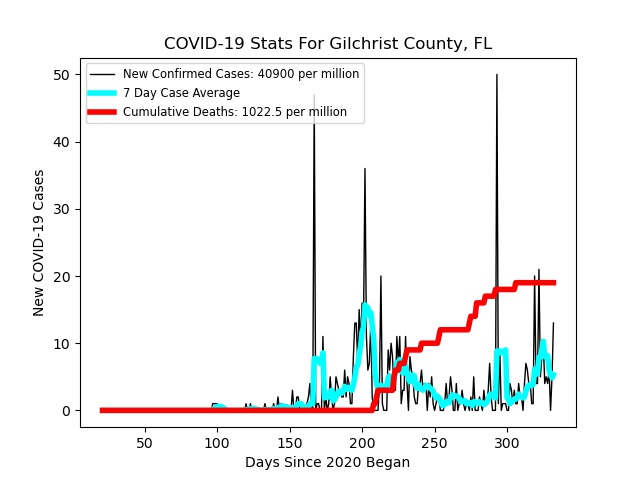 COVID-19 Stats For Gilchrist County, FL
New Confirmed Cases: 40900 per million
7 Day Case Average
Cumulative Deaths: 1022.5 per million
New COVID-19 Cases
50
40
30
20
10
0
50 100 150 200 250 300
Days Since 2020 Began